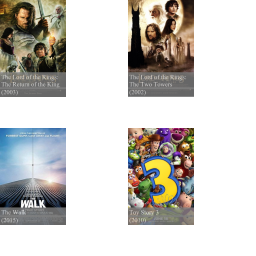 The Lord of the Rings:
The Return of the King
(2003)
The Lord of the Rings:
The Two Towers
(2002)
WALK
The Walk
(2015)
3
Toy Story 3
(2010)